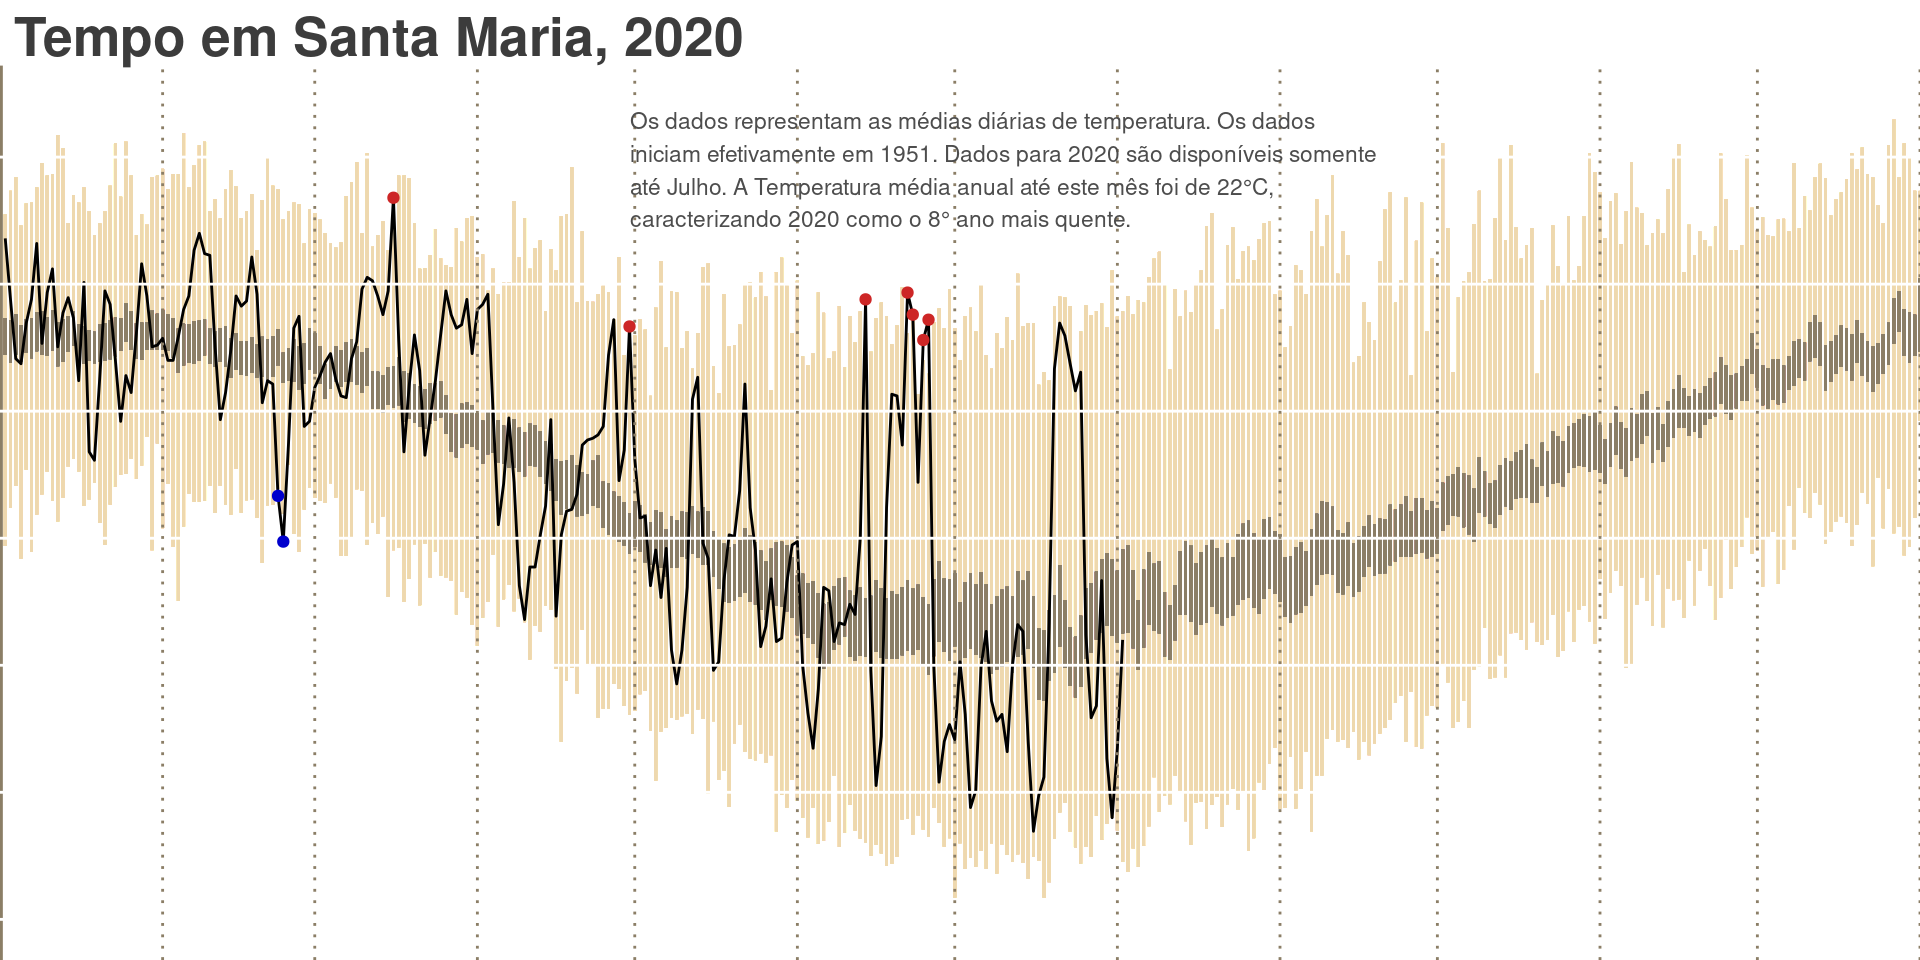 Tempo em Santa Maria, 2020
Os dados representam as médias diárias de temperatura. Os dados
iniciam efetivamente em 1951. Dados para 2020 são disponíveis somente
até Julho. A Temperatura média anual até este mês foi de 22°C,
caracterizando 2020 como o 8° ano mais quente.